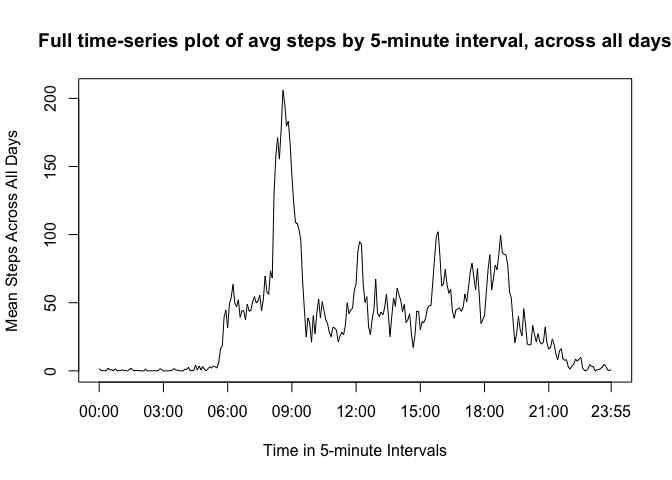 Full time-series plot of avg steps by 5-minute interval, across all days
Mean Steps Across All Days
200
150
100
50
0
00:00 03:00 06:00 09:00 12:00 15:00 18:00 21:00 23:55
Time in 5-minute Intervals